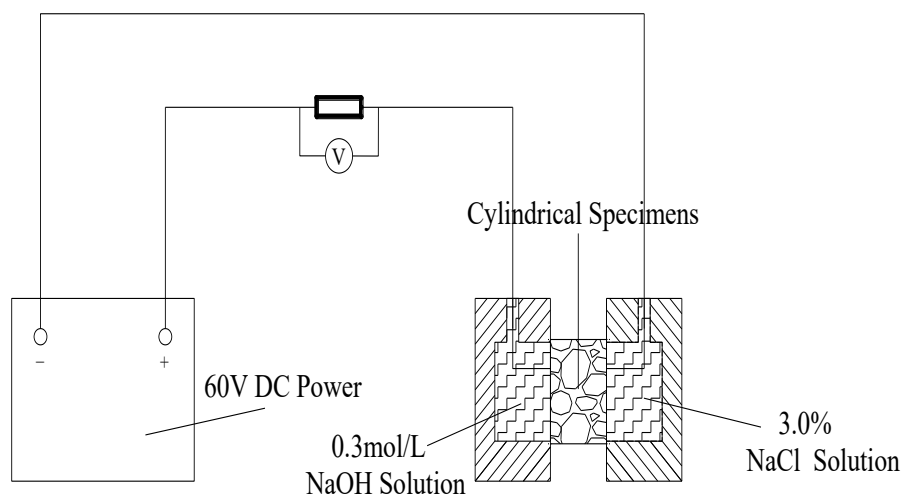 V
Cylindrical Specimens
− +
60V DC Power
0.3mol/L
NaOH Solution
3.0%
NaCl Solution